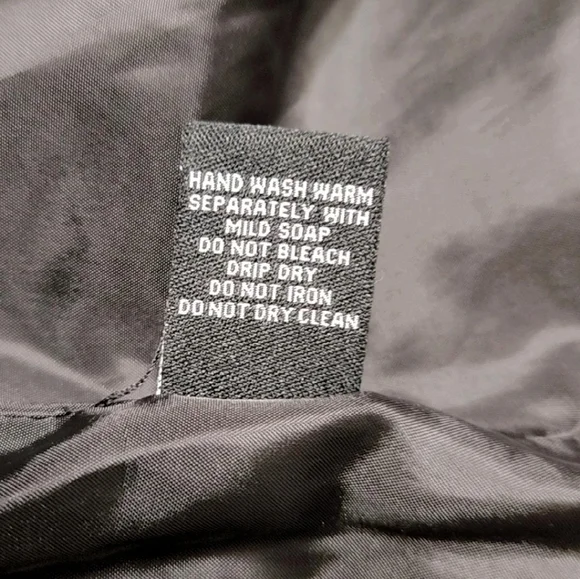 HAND WASH WARM
SEPARATELY WITH
MILD SOAP
DO NOT BLEACH
DRIP DRY
DO NOT IRON
DO NOT DRY CLEAN